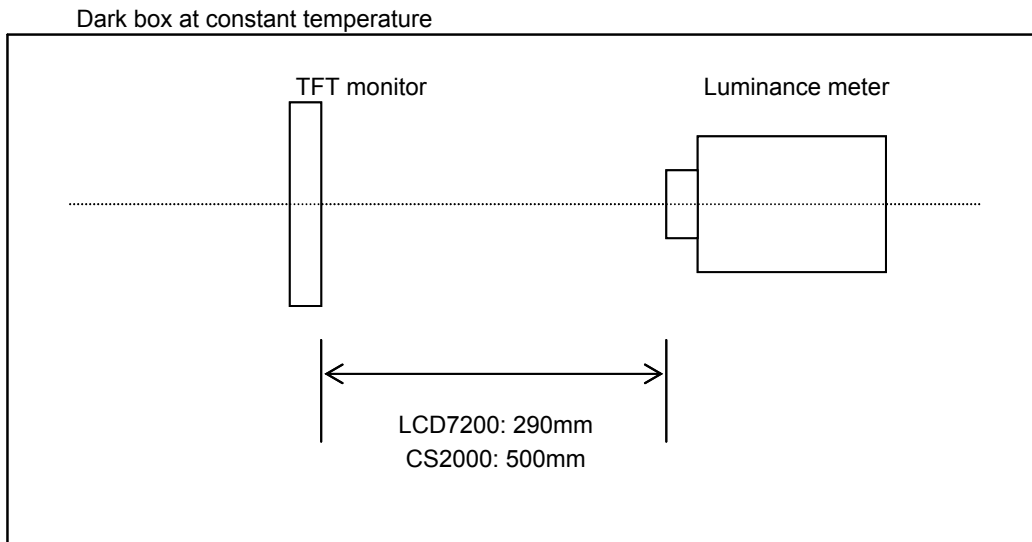 Dark box at constant temperature
TFT monitor
Luminance meter
LCD7200: 290mm
CS2000: 500mm